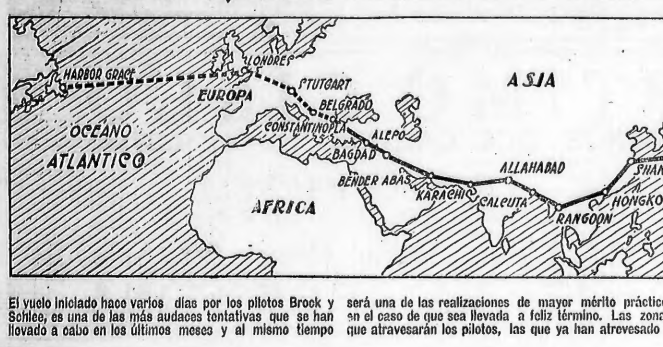 LONDRES
HARBOR GRACE
STUTGART
EUROPA
ASIA
BELGRADO
CONSTANTINOPLA
OCEANO
ATLANTICO
ALEPO
BAGDAD
BENDER ABAS
ALLAHABAD
SHAN
KARACHI
CALCUTA
HONGKO
RANGOON
AFRICA
El vuelo iniciado hace varios días por los pilotos Brock y
Schlee, es una de las más audaces tentativas que se han
llevado a cabo en los últimos meses y al mismo tiempo
será una de las realizaciones de mayor mérito práctic
en el caso de que sea llevada a feliz término. Las zona
que atravesarán los pilotos, las que ya han atrevesado